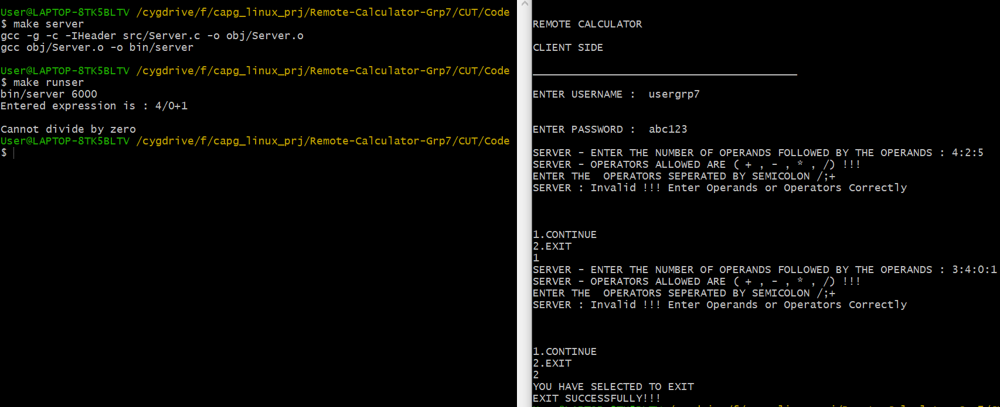 User@LAPTOP-8TK5BLTV /cygdrive/f/capg_linux_prj/Remote-Calculator-Grp7/CUT/Code
$ make server
gcc -g -c -IHeader src/Server.c -o obj/Server.o
gcc obj/Server.o -o bin/server
User@LAPTOP-8TK5BLTV /cygdrive/f/capg_linux_prj/Remote-Calculator-Grp7/CUT/Code
$ make runser
bin/server 6000
Entered expression is : 4/0+1
Cannot divide by zero
User@LAPTOP-8TK5BLTV /cygdrive/f/capg_linux_prj/Remote-Calculator-Grp7/CUT/Code
$
REMOTE CALCULATOR
CLIENT SIDE
ENTER USERNAME :  usergrp7
ENTER PASSWORD :  abc123
SERVER - ENTER THE NUMBER OF OPERANDS FOLLOWED BY THE OPERANDS : 4:2:5
SERVER - OPERATORS ALLOWED ARE ( + , - , * , /) !!!
ENTER THE  OPERATORS SEPERATED BY SEMICOLON /;+
SERVER : Invalid !!! Enter Operands or Operators Correctly
1.CONTINUE
2.EXIT
1
SERVER - ENTER THE NUMBER OF OPERANDS FOLLOWED BY THE OPERANDS : 3:4:0:1
SERVER - OPERATORS ALLOWED ARE ( + , - , * , /) !!!
ENTER THE  OPERATORS SEPERATED BY SEMICOLON /;+
SERVER : Invalid !!! Enter Operands or Operators Correctly
1.CONTINUE
2.EXIT
2
YOU HAVE SELECTED TO EXIT
EXIT SUCCESSFULLY!!!